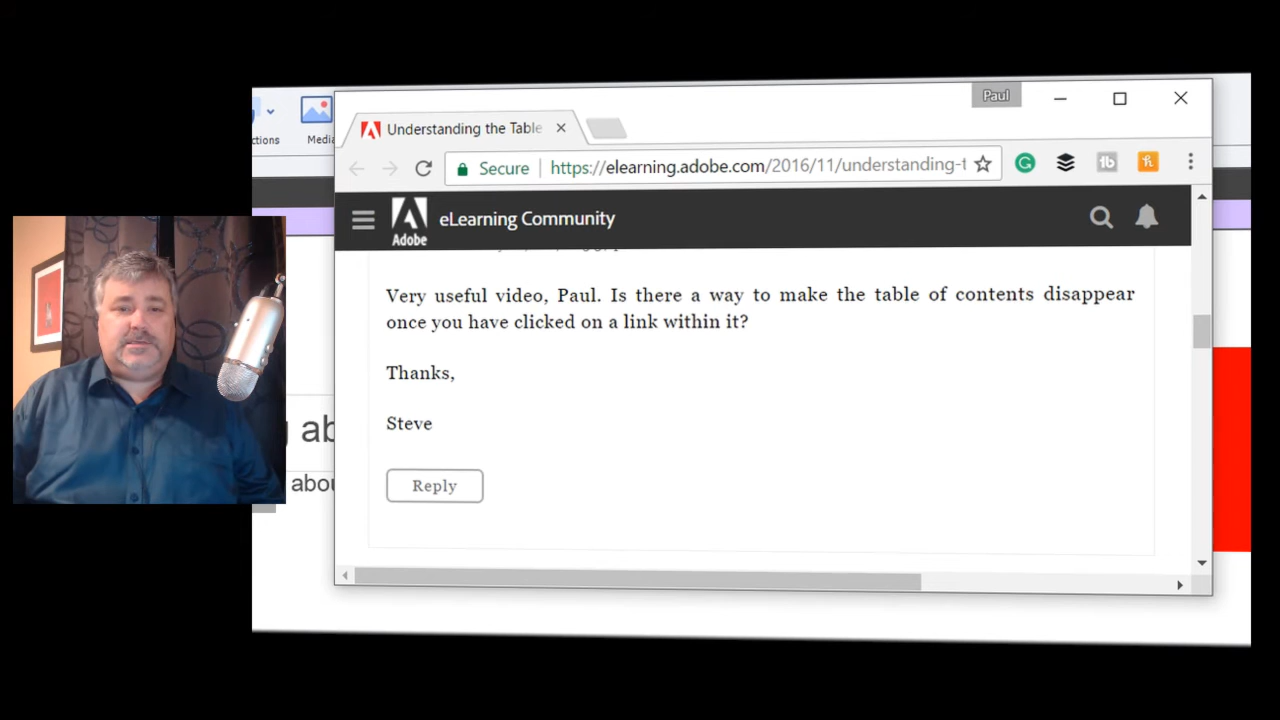 Paul
Understanding the Table
Secure
https://elearning.adobe.com/2016/11/understanding-t
Adobe
eLearning Community
Very useful video, Paul. Is there a way to make the table of contents disappear
once you have clicked on a link within it?
Thanks,
Steve
Reply
ctions
Media
ab
abou